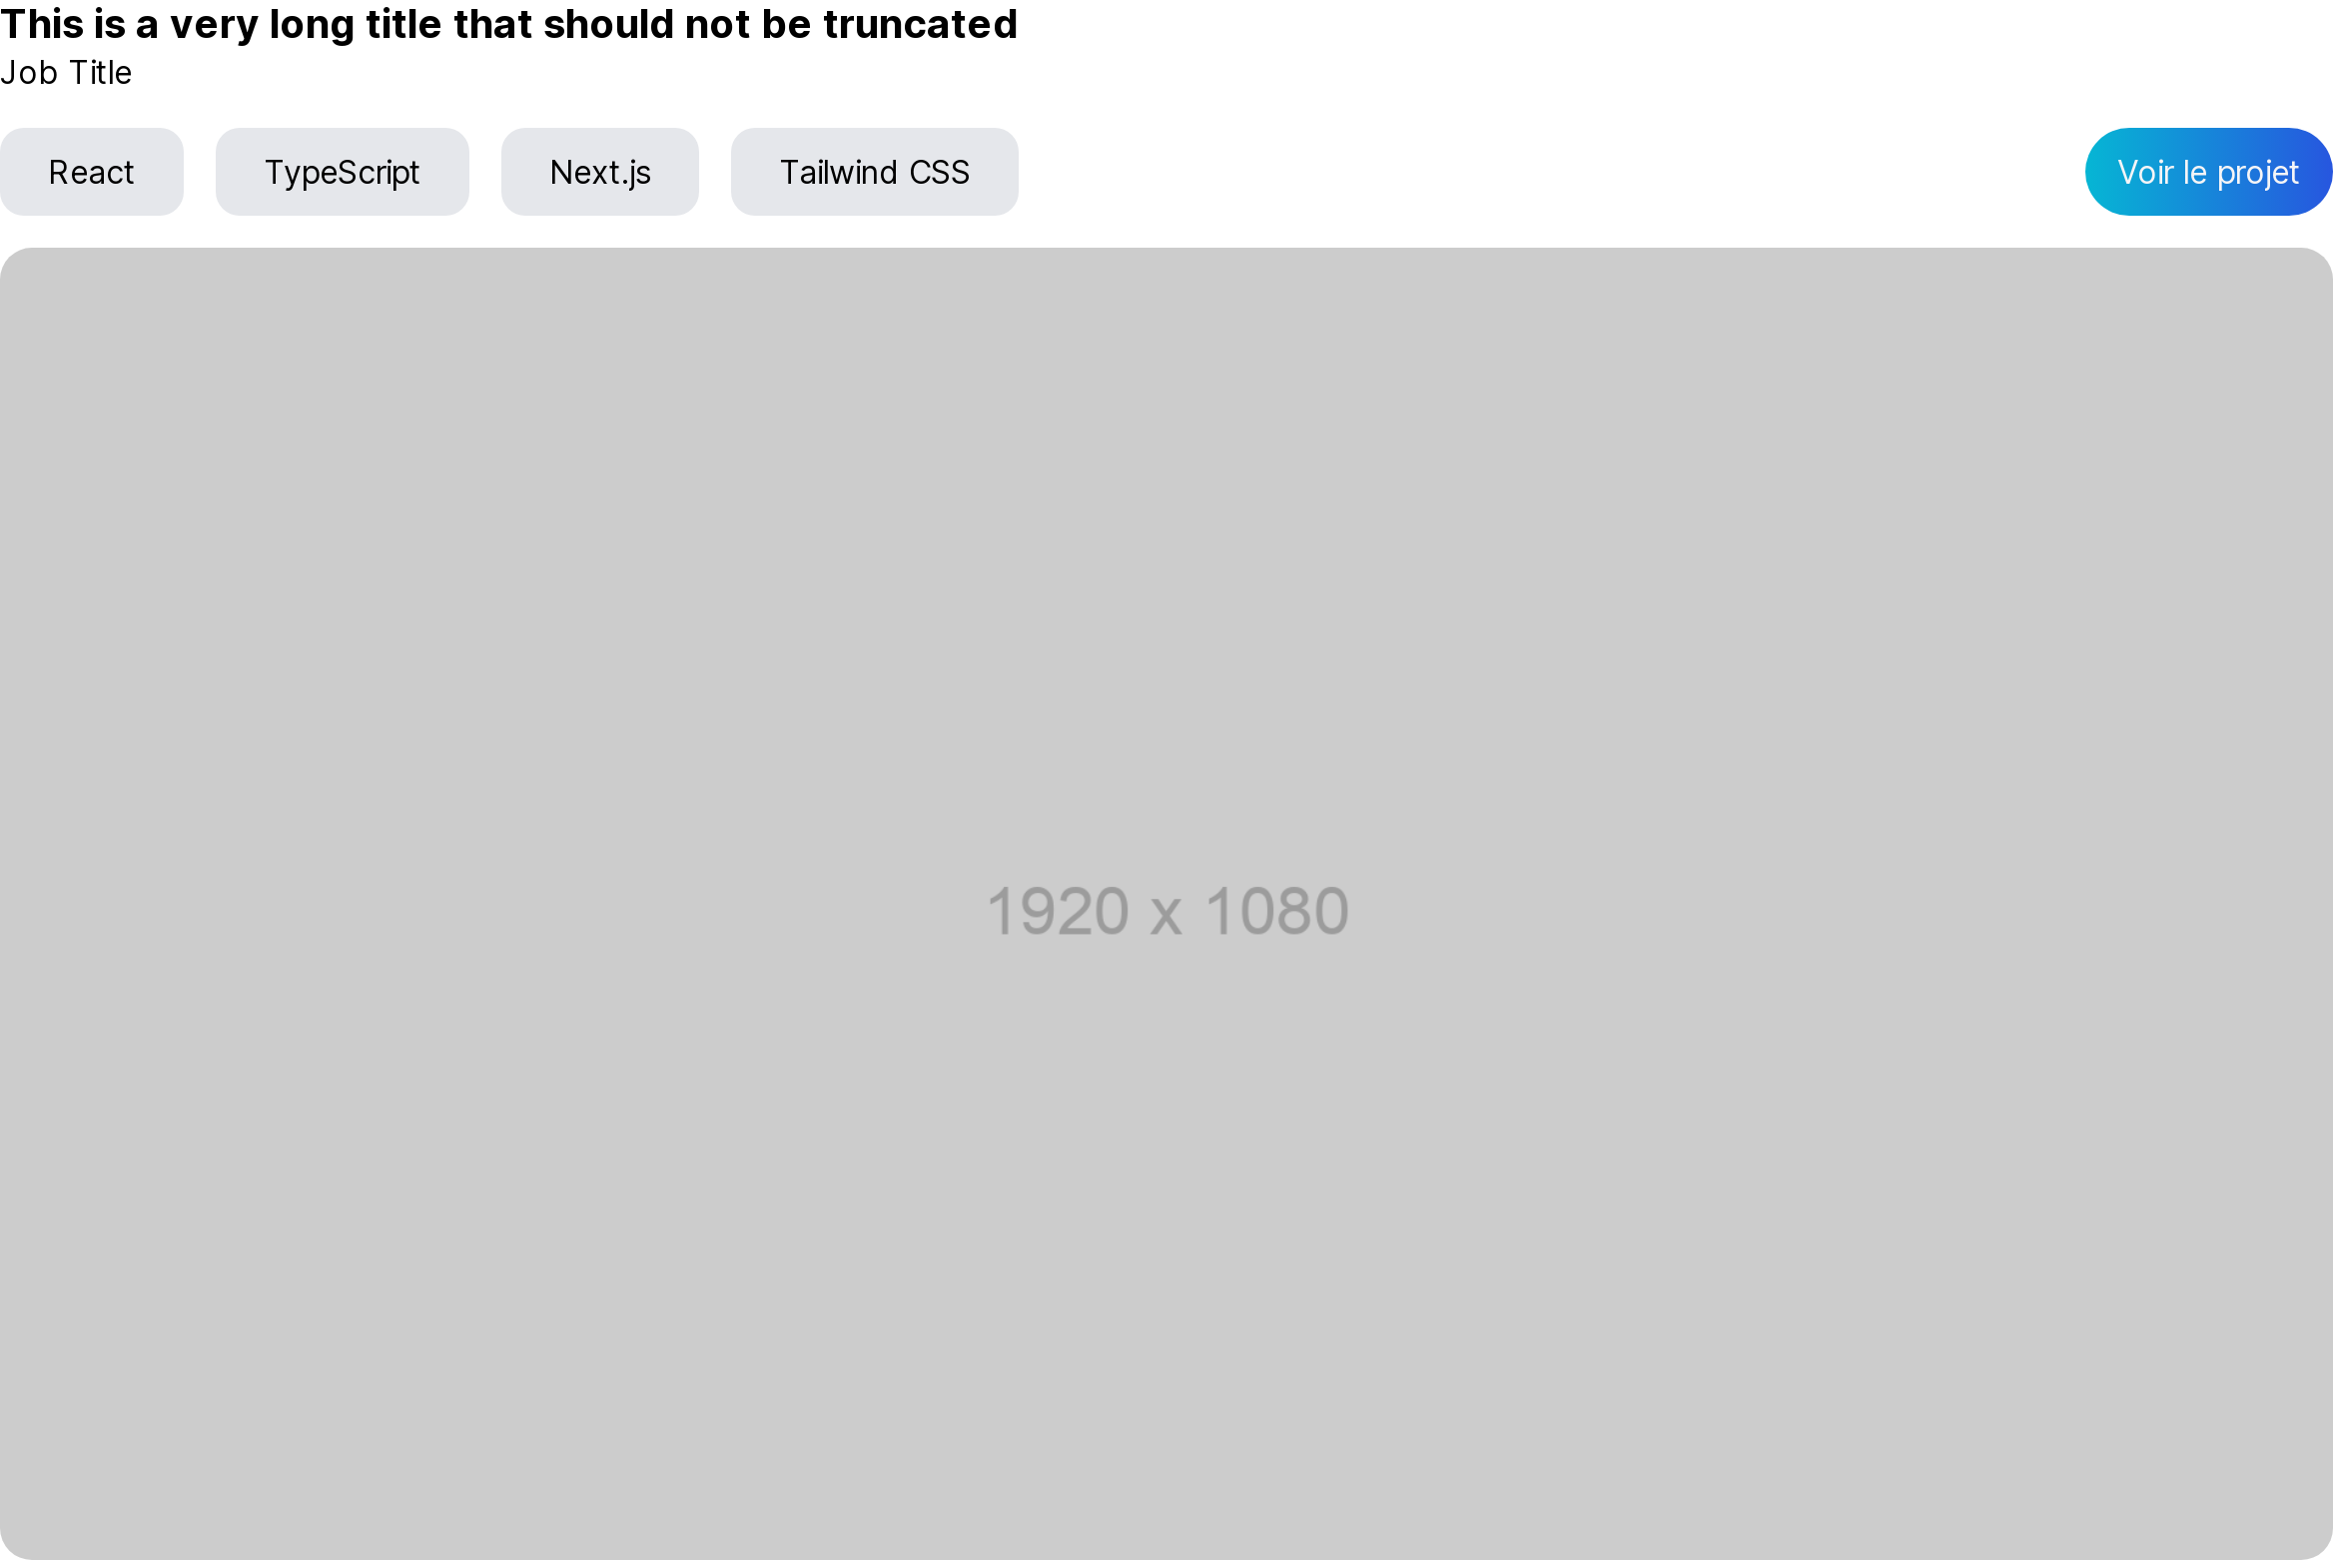 This is a very long title that should not be truncated
Job Title
React TypeScript Next.js Tailwind CSS Voir le projet
1920 x 1080